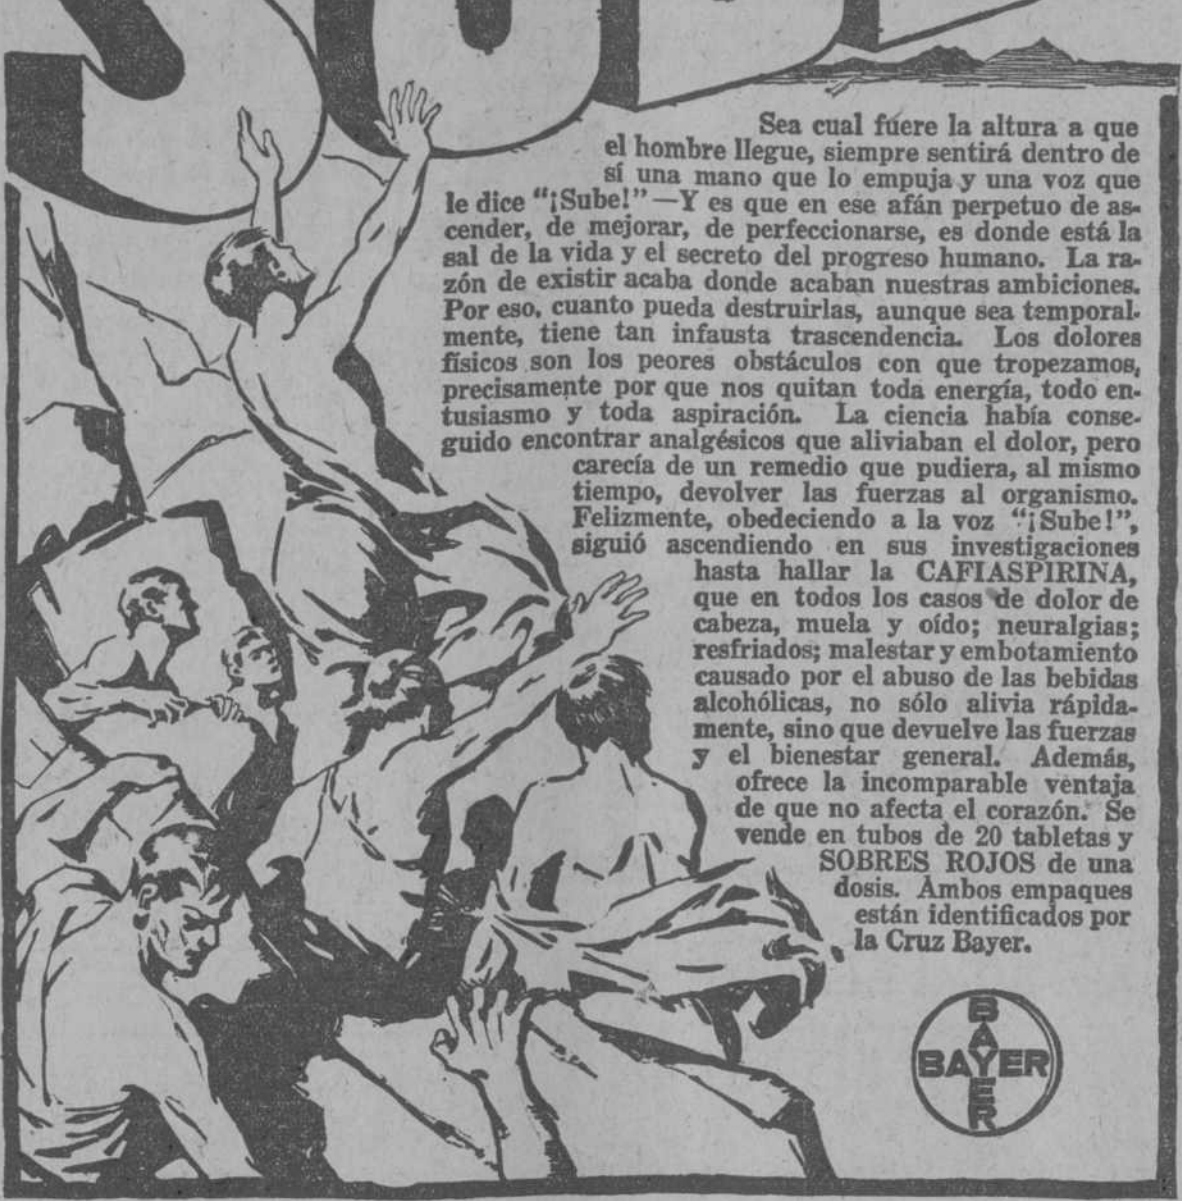 SUBE
Sea cual fuere la altura a que
el hombre llegue, siempre sentirá dentro de
sí una mano que lo empuja y una voz que
le dice "¡Sube!"—Y es que en ese afán perpetuo de as-
cender, de mejorar, de perfeccionarse, es donde está la
sal de la vida y el secreto del progreso humano. La ra-
zón de existir acaba donde acaban nuestras ambiciones.
Por eso, cuanto pueda destruirlas, aunque sea temporal-
mente, tiene tan infausta trascendencia. Los dolores
físicos son los peores obstáculos con que tropezamos,
precisamente por que nos quitan toda energía, todo en-
tusiasmo y toda aspiración. La ciencia había conse-
guido encontrar analgésicos que aliviaban el dolor, pero
carecía de un remedio que pudiera, al mismo
tiempo, devolver las fuerzas al organismo.
Felizmente, obedeciendo a la voz "¡Sube!",
siguió ascendiendo en sus investigaciones
hasta hallar la CAFIASPIRINA,
que en todos los casos de dolor de
cabeza, muela y oído; neuralgias;
resfriados; malestar y embotamiento
causado por el abuso de las bebidas
alcohólicas, no sólo alivia rápida-
mente, sino que devuelve las fuerzas
y el bienestar general. Además,
ofrece la incomparable ventaja
de que no afecta el corazón. Se
vende en tubos de 20 tabletas y
SOBRES ROJOS de una
dosis. Ambos empaques
están identificados por
la Cruz Bayer.
BAYER
BAYER